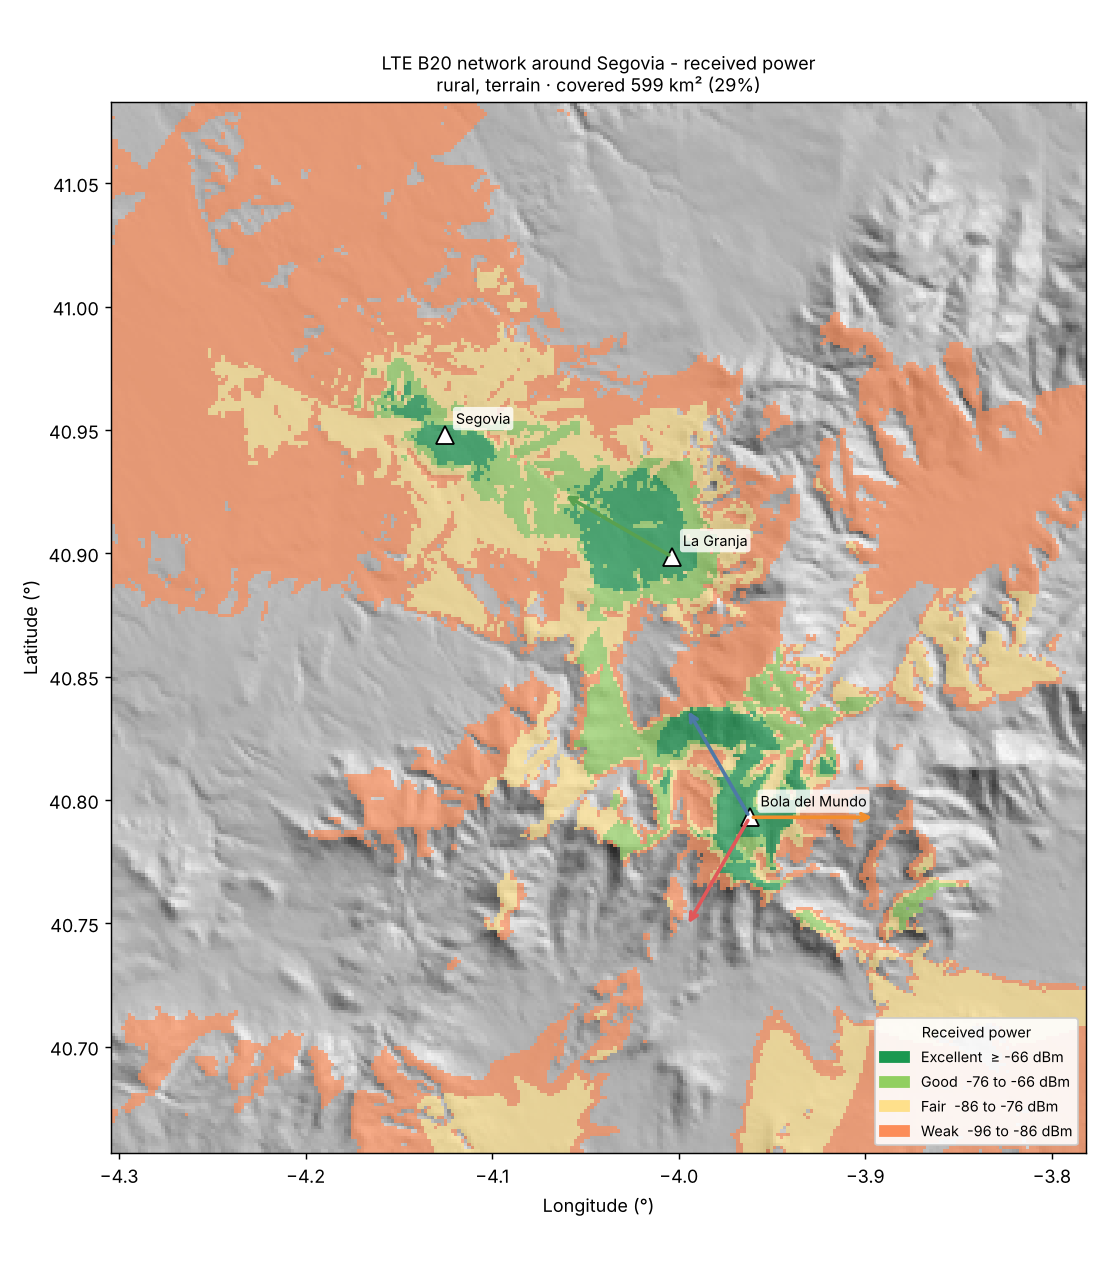 LTE B20 network around Segovia - received power
rural, terrain · covered 599 km² (29%)
41.05
41.00
40.95
40.90
40.85
40.80
40.75
40.70
Latitude (°)
Segovia
La Granja
Bola del Mundo
Received power
Excellent ≥ -66 dBm
Good -76 to -66 dBm
Fair -86 to -76 dBm
Weak -96 to -86 dBm
−4.3 −4.2 −4.1 −4.0 −3.9 −3.8
Longitude (°)